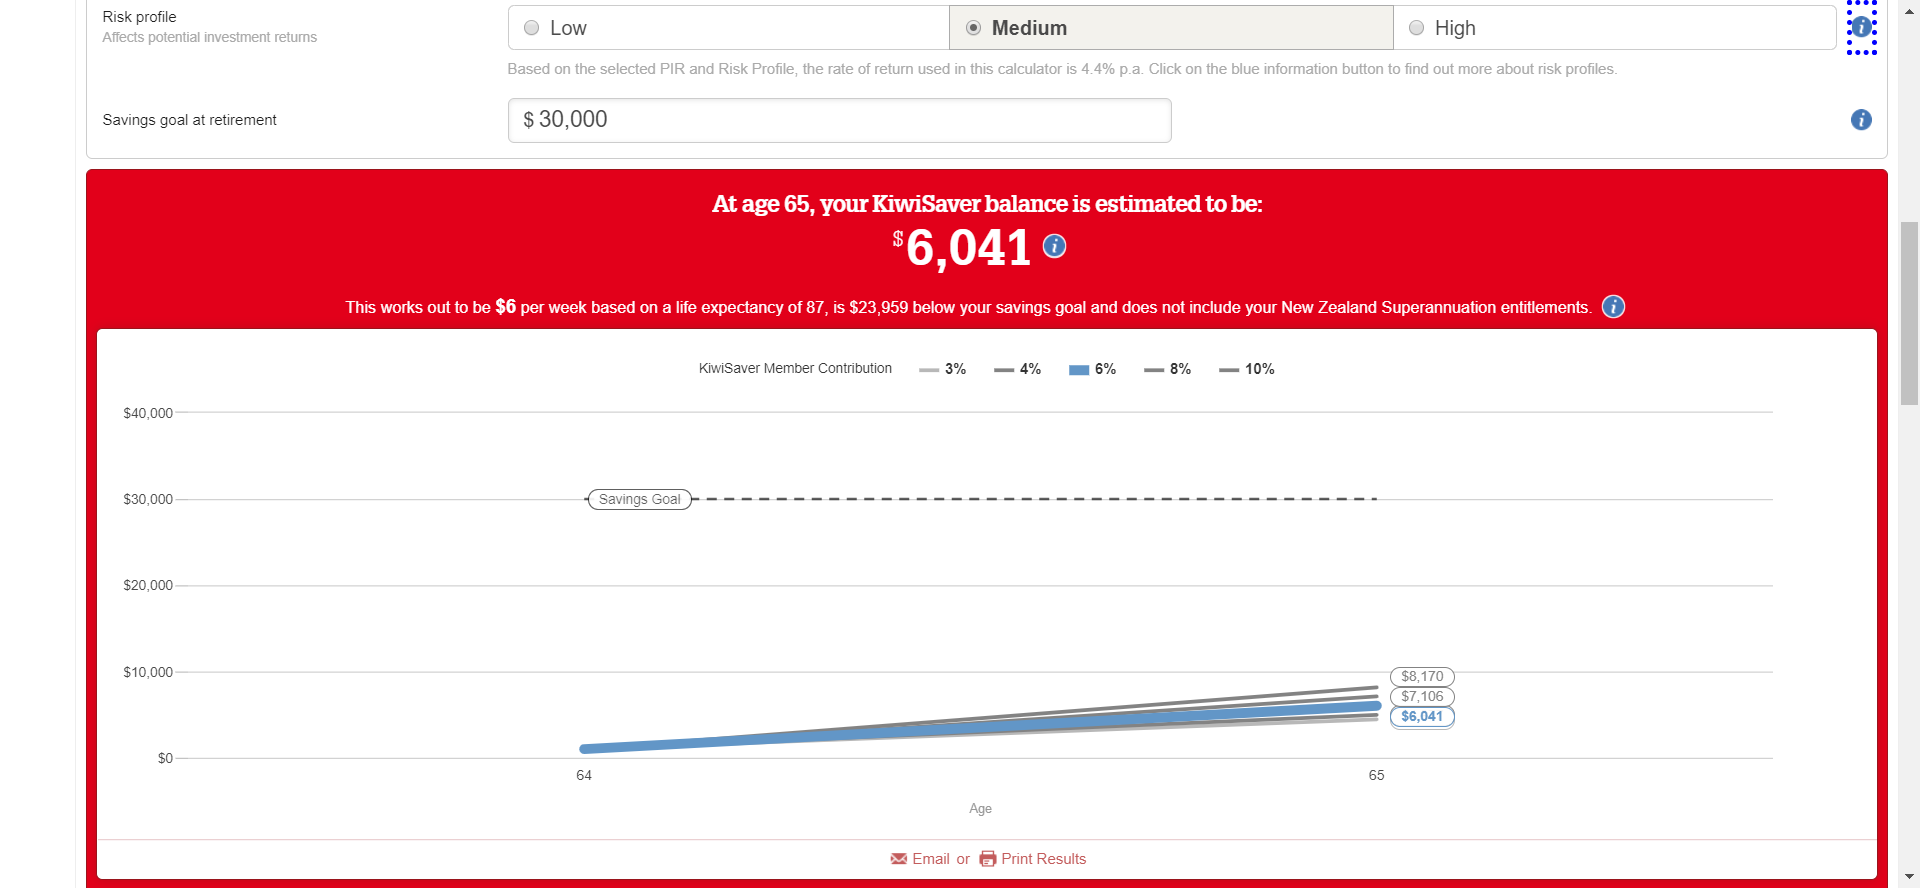 Risk profile
Affects potential investment returns
Low
Medium
High
Based on the selected PIR and Risk Profile, the rate of return used in this calculator is 4.4% p.a. Click on the blue information button to find out more about risk profiles.
Savings goal at retirement
$ 30,000
At age 65, your KiwiSaver balance is estimated to be:
$6,041
This works out to be $6 per week based on a life expectancy of 87, is $23,959 below your savings goal and does not include your New Zealand Superannuation entitlements.
KiwiSaver Member Contribution 3% 4% 6% 8% 10%
$40,000
$30,000
Savings Goal
$20,000
$10,000
$8,170
$7,106
$6,041
$0
64 65
Age
Email or Print Results